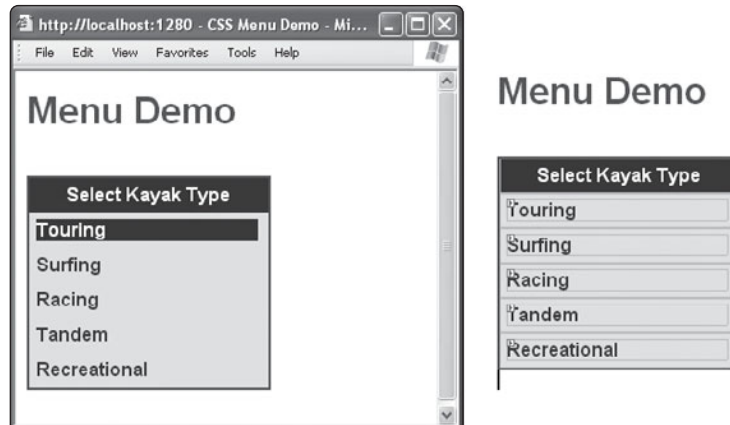 http://localhost:1280 - CSS Menu Demo - Mi...
File Edit View Favorites Tools Help
Menu Demo
Select Kayak Type
Touring
Surfing
Racing
Tandem
Recreational
Menu Demo
Select Kayak Type
Touring
Surfing
Racing
Tandem
Recreational